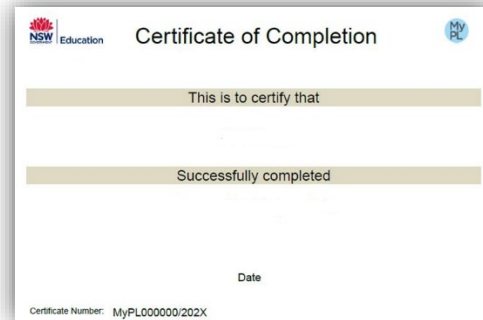 NSW GOVERNMENT Education
Certificate of Completion
My PL
This is to certify that
Successfully completed
Date
Certificate Number: MyPL000000/202X